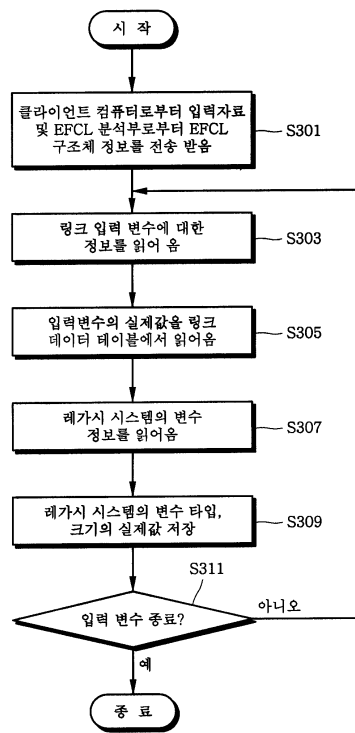 시 작
클라이언트 컴퓨터로부터 입력자료
및 EFCL 분석부로부터 EFCL
구조체 정보를 전송 받음
S301
링크 입력 변수에 대한
정보를 읽어 옴
S303
입력변수의 실제값을 링크
데이터 테이블에서 읽어옴
S305
레가시 시스템의 변수
정보를 읽어옴
S307
레가시 시스템의 변수 타입,
크기의 실제값 저장
S309
S311
입력 변수 종료?
아니오
예
종 료